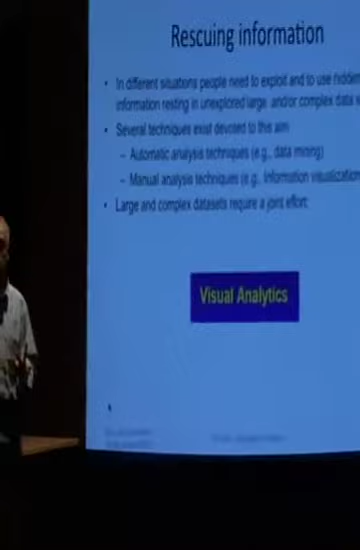 Rescuing information
• In different situations people need to exploit and to use hidden
information resting in unexplored large, and/or complex data
• Several techniques exist devoted to this aim
– Automatic analysis techniques (e.g., data mining)
– Manual analysis techniques (e.g., Information visualization
• Large and complex datasets require a joint effort:
Visual Analytics